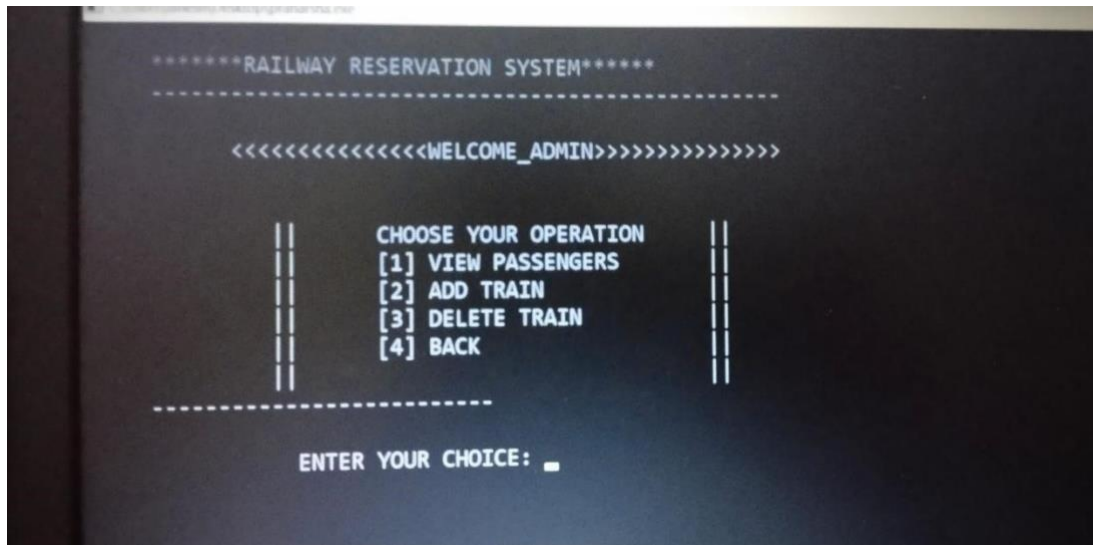 *******RAILWAY RESERVATION SYSTEM******
-----------------------------------------------
<<<<<<<<<<<<<<<WELCOME_ADMIN>>>>>>>>>>>>>>
|| CHOOSE YOUR OPERATION ||
|| [1] VIEW PASSENGERS ||
|| [2] ADD TRAIN ||
|| [3] DELETE TRAIN ||
|| [4] BACK ||
|| ||
--------------------------
ENTER YOUR CHOICE: _